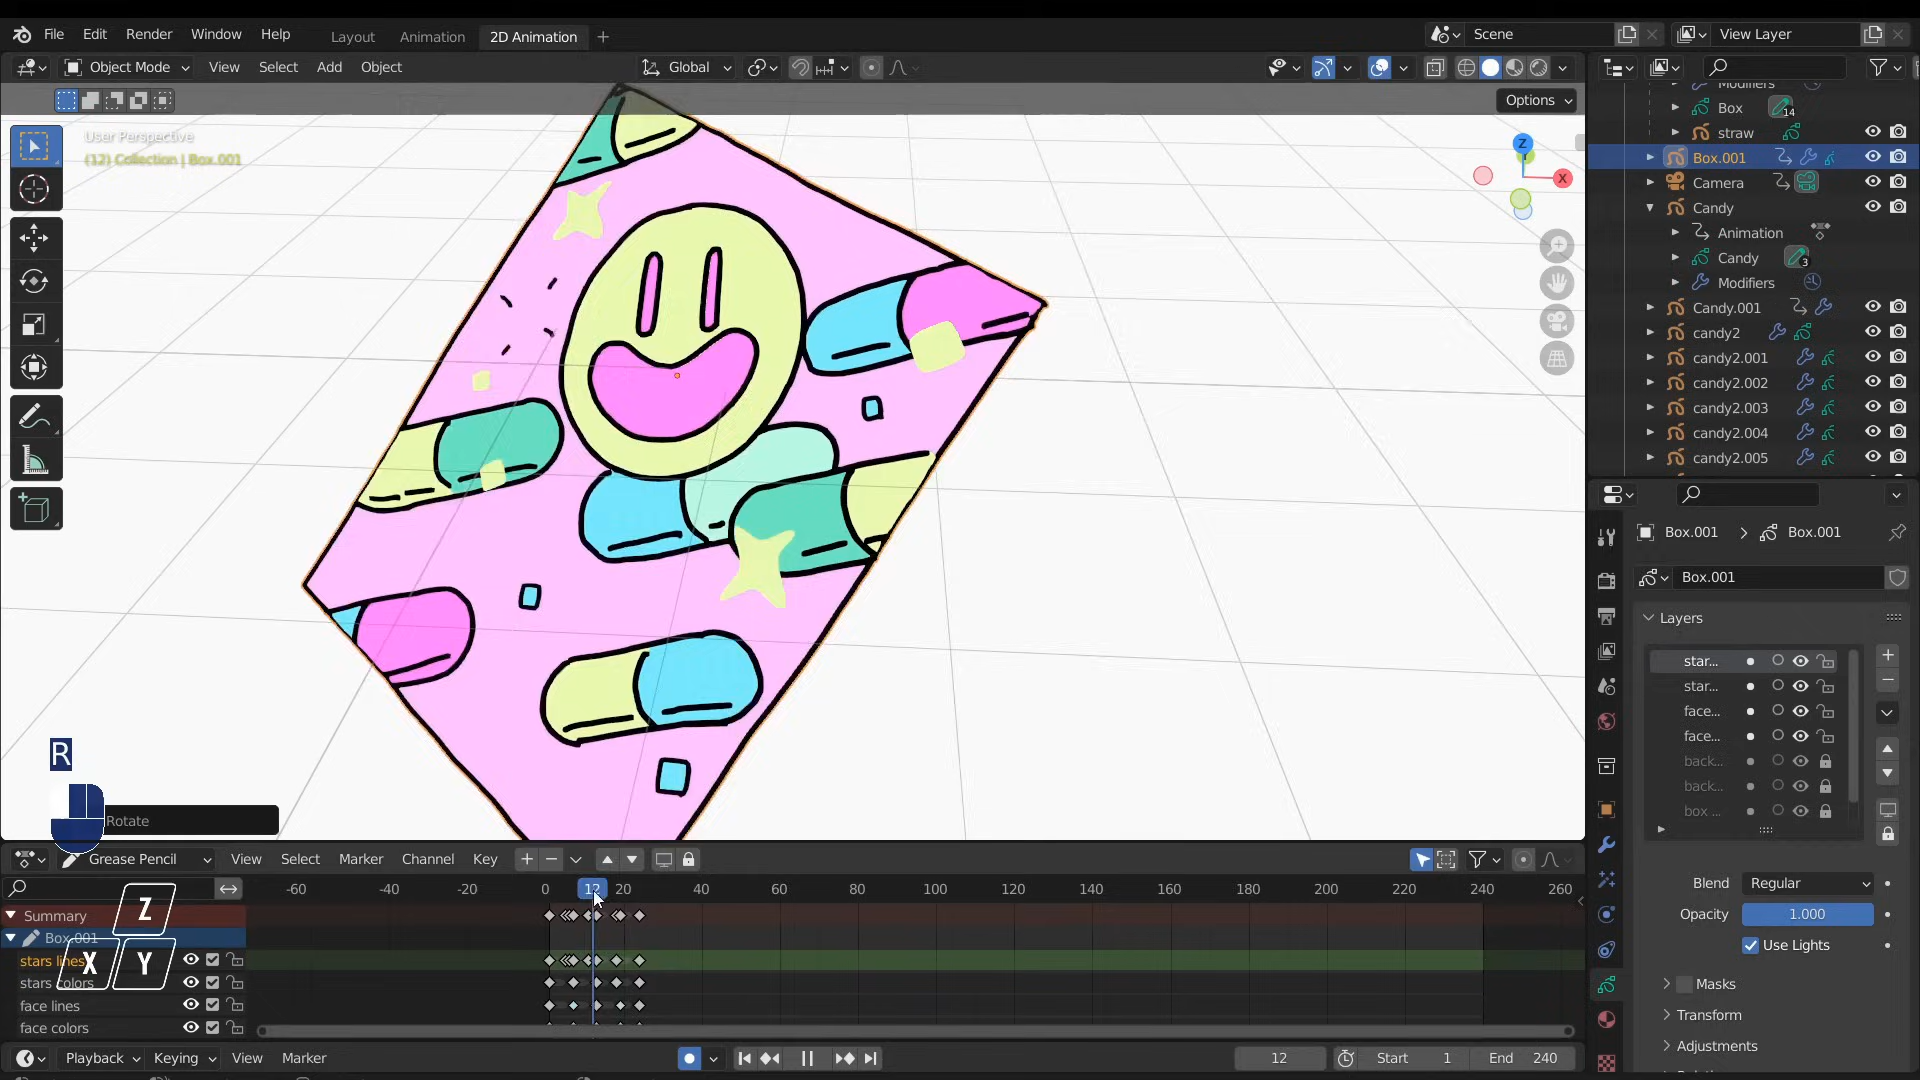 File Edit Render Window Help Layout Animation 2D Animation + Scene View Layer
Object Mode View Select Add Object Global
Options
User Perspective
(12) Collection | Box.001
Z
X
Modifiers
Box 14
straw
Box.001
Camera
Candy
Animation
Candy 3
Modifiers
Candy.001
candy2
candy2.001
candy2.002
candy2.003
candy2.004
candy2.005
Box.001 > Box.001
Box.001
Layers
star...
star...
face...
face...
back...
back...
box ...
Blend Regular
Opacity 1.000
Use Lights
Masks
Transform
Adjustments
R
Rotate
Grease Pencil View Select Marker Channel Key
-60 -40 -20 0 12 20 40 60 80 100 120 140 160 180 200 220 240 260
Summary
Box.001
stars lines
stars colors
face lines
face colors
Z
X Y
Playback Keying View Marker 12 Start 1 End 240